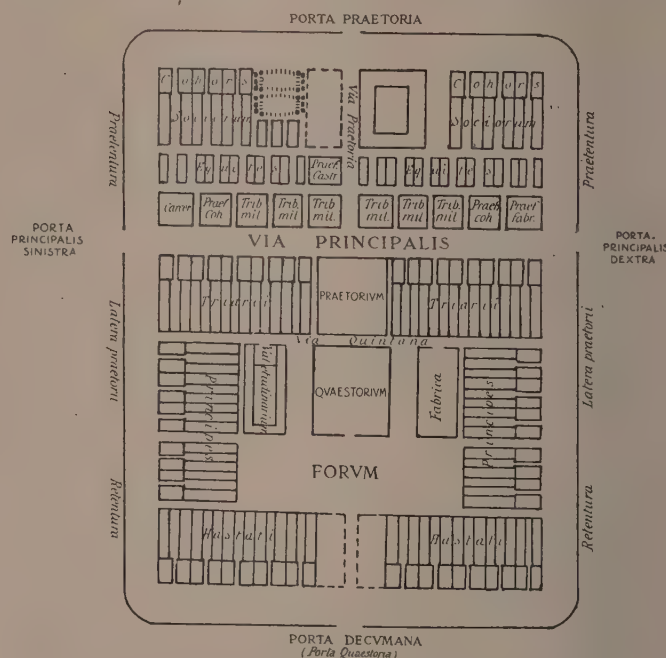 PORTA PRAETORIA
Cohors
Sociorum
Praetentura
Via Praetoria
Cohors
Sociorum
Praetentura
Equites
Praef. Castr.
Equites
Carcer
Praef Coh
Trib. mil
Trib mil
Trib. mil.
Trib mil.
Trib mil
Trib. mil.
Praef. coh
Praef fabr.
PORTA PRINCIPALIS SINISTRA
VIA PRINCIPALIS
PORTA PRINCIPALIS DEXTRA
Latera praetorii
Triarii
PRAETORIVM
Triarii
Latera praetorii
Via Quintana
Principes
Valetudinarium
QVAESTORIVM
Fabrica
Principes
FORVM
Retentura
Hastati
Hastati
Retentura
PORTA DECVMANA
(Porta Quaestoria)